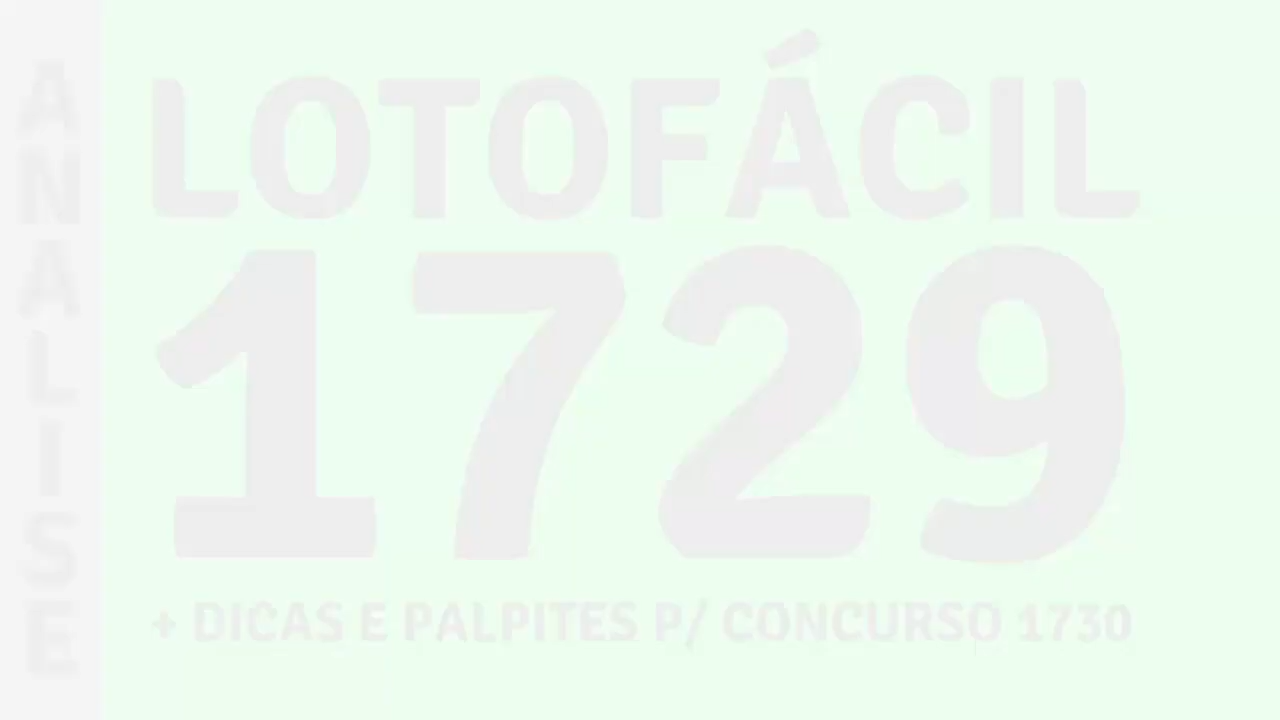 ANALISE
LOTOFÁCIL
1729
+ DICAS E PALPITES P/ CONCURSO 1730